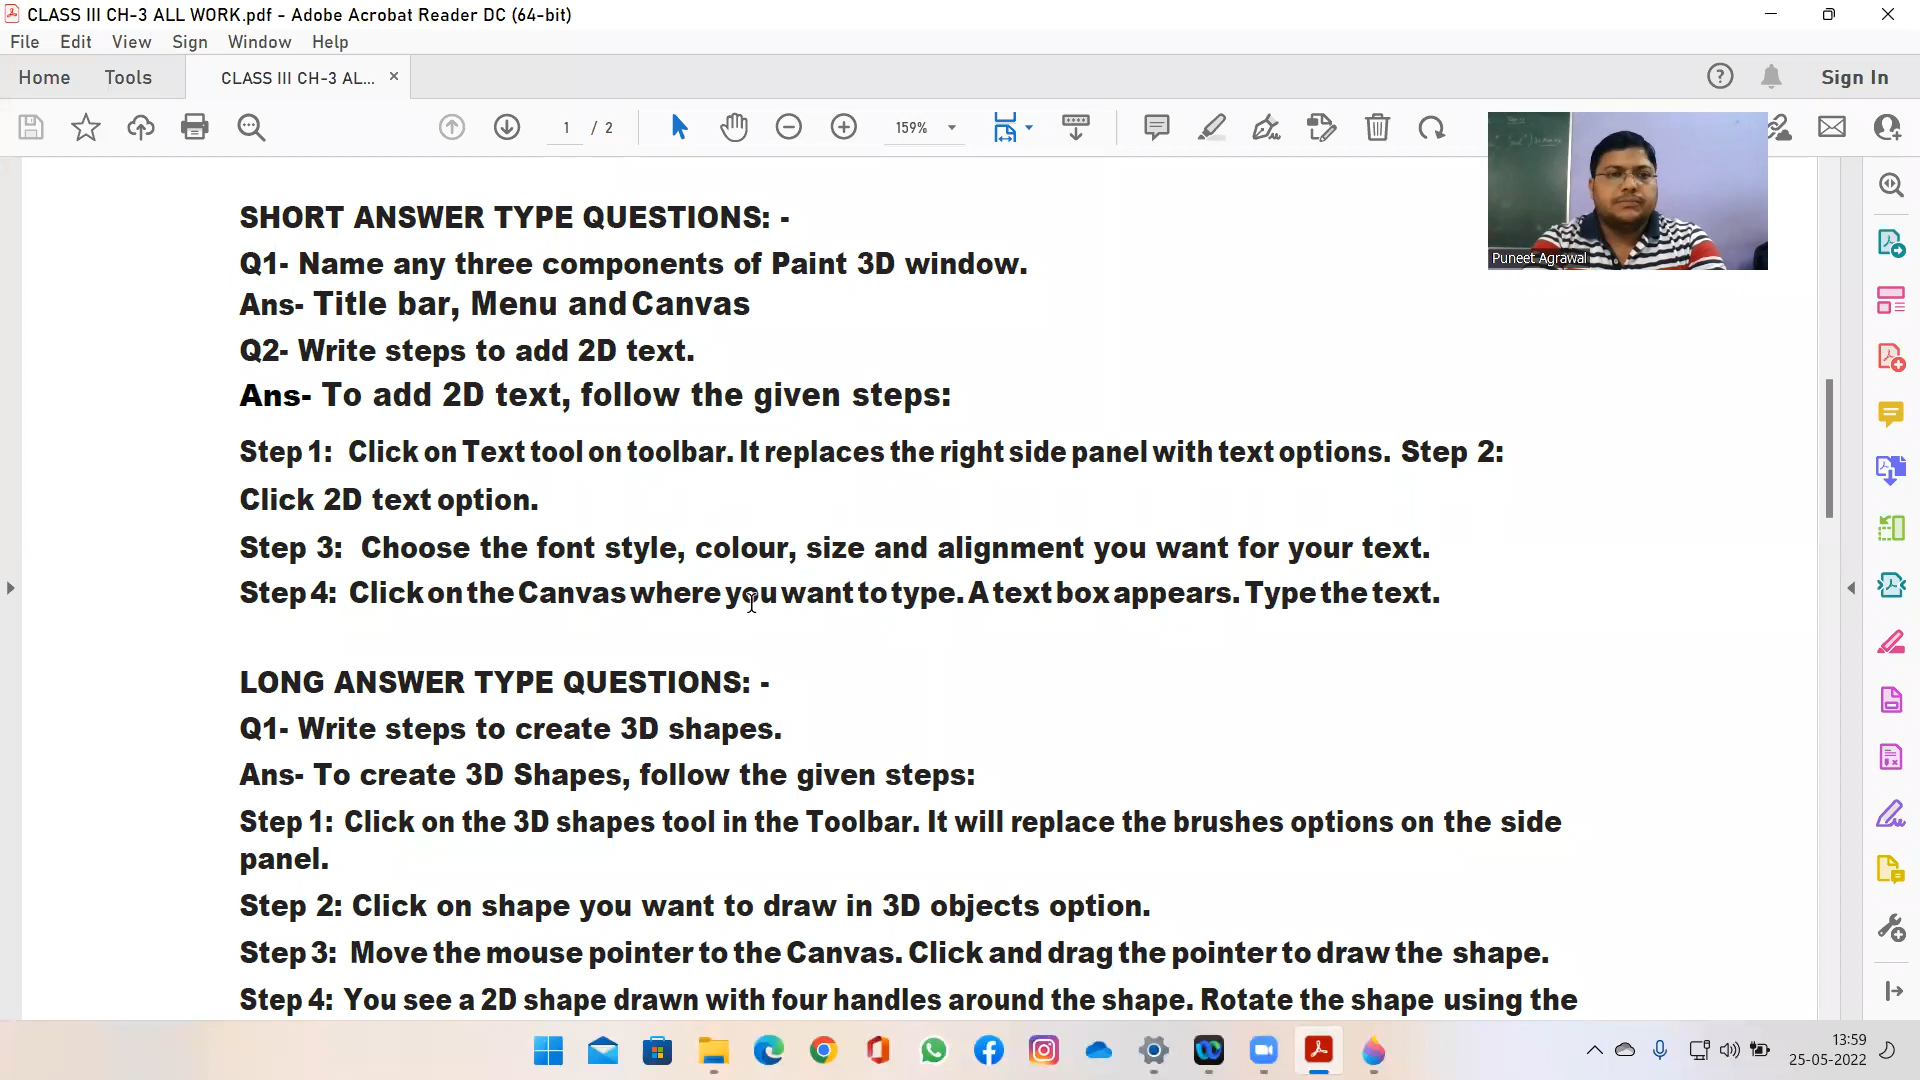 CLASS III CH-3 ALL WORK.pdf - Adobe Acrobat Reader DC (64-bit)
File Edit View Sign Window Help
Home Tools CLASS III CH-3 AL... × Sign In
1 / 2 159%
Puneet Agrawal
SHORT ANSWER TYPE QUESTIONS: -
Q1- Name any three components of Paint 3D window.
Ans- Title bar, Menu and Canvas
Q2- Write steps to add 2D text.
Ans- To add 2D text, follow the given steps:
Step 1: Click on Text tool on toolbar. It replaces the right side panel with text options. Step 2:
Click 2D text option.
Step 3: Choose the font style, colour, size and alignment you want for your text.
Step 4: Click on the Canvas where you want to type. A text box appears. Type the text.
LONG ANSWER TYPE QUESTIONS: -
Q1- Write steps to create 3D shapes.
Ans- To create 3D Shapes, follow the given steps:
Step 1: Click on the 3D shapes tool in the Toolbar. It will replace the brushes options on the side
panel.
Step 2: Click on shape you want to draw in 3D objects option.
Step 3: Move the mouse pointer to the Canvas. Click and drag the pointer to draw the shape.
Step 4: You see a 2D shape drawn with four handles around the shape. Rotate the shape using the
13:59
25-05-2022